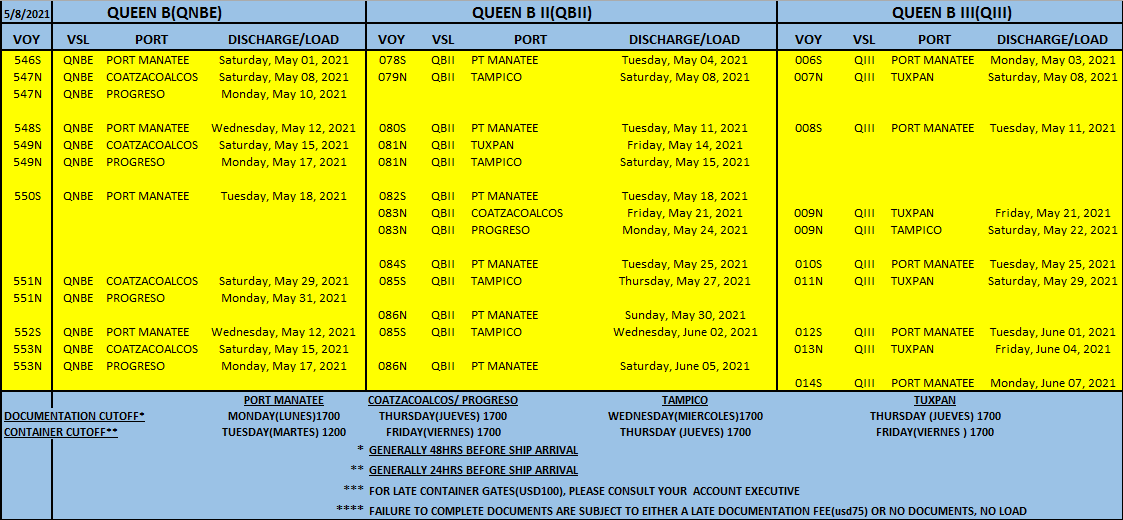 5/8/2021 QUEEN B(QNBE) QUEEN B II(QBII) QUEEN B III(QIII)
VOY VSL PORT DISCHARGE/LOAD VOY VSL PORT DISCHARGE/LOAD VOY VSL PORT DISCHARGE/LOAD
546S QNBE PORT MANATEE Saturday, May 01, 2021 078S QBII PT MANATEE Tuesday, May 04, 2021 006S QIII PORT MANATEE Monday, May 03, 2021
547N QNBE COATZACOALCOS Saturday, May 08, 2021 079N QBII TAMPICO Saturday, May 08, 2021 007N QIII TUXPAN Saturday, May 08, 2021
547N QNBE PROGRESO Monday, May 10, 2021
548S QNBE PORT MANATEE Wednesday, May 12, 2021 080S QBII PT MANATEE Tuesday, May 11, 2021 008S QIII PORT MANATEE Tuesday, May 11, 2021
549N QNBE COATZACOALCOS Saturday, May 15, 2021 081N QBII TUXPAN Friday, May 14, 2021
549N QNBE PROGRESO Monday, May 17, 2021 081N QBII TAMPICO Saturday, May 15, 2021
550S QNBE PORT MANATEE Tuesday, May 18, 2021 082S QBII PT MANATEE Tuesday, May 18, 2021
083N QBII COATZACOALCOS Friday, May 21, 2021 009N QIII TUXPAN Friday, May 21, 2021
083N QBII PROGRESO Monday, May 24, 2021 009N QIII TAMPICO Saturday, May 22, 2021
084S QBII PT MANATEE Tuesday, May 25, 2021 010S QIII PORT MANATEE Tuesday, May 25, 2021
551N QNBE COATZACOALCOS Saturday, May 29, 2021 085S QBII TAMPICO Thursday, May 27, 2021 011N QIII TUXPAN Saturday, May 29, 2021
551N QNBE PROGRESO Monday, May 31, 2021
086N QBII PT MANATEE Sunday, May 30, 2021
552S QNBE PORT MANATEE Wednesday, May 12, 2021 085S QBII TAMPICO Wednesday, June 02, 2021 012S QIII PORT MANATEE Tuesday, June 01, 2021
553N QNBE COATZACOALCOS Saturday, May 15, 2021 013N QIII TUXPAN Friday, June 04, 2021
553N QNBE PROGRESO Monday, May 17, 2021 086N QBII PT MANATEE Saturday, June 05, 2021
014S QIII PORT MANATEE Monday, June 07, 2021
PORT MANATEE COATZACOALCOS/ PROGRESO TAMPICO TUXPAN
DOCUMENTATION CUTOFF* MONDAY(LUNES)1700 THURSDAY(JUEVES) 1700 WEDNESDAY(MIERCOLES)1700 THURSDAY (JUEVES) 1700
CONTAINER CUTOFF** TUESDAY(MARTES) 1200 FRIDAY(VIERNES) 1700 THURSDAY (JUEVES) 1700 FRIDAY(VIERNES ) 1700
* GENERALLY 48HRS BEFORE SHIP ARRIVAL
** GENERALLY 24HRS BEFORE SHIP ARRIVAL
*** FOR LATE CONTAINER GATES(USD100), PLEASE CONSULT YOUR ACCOUNT EXECUTIVE
**** FAILURE TO COMPLETE DOCUMENTS ARE SUBJECT TO EITHER A LATE DOCUMENTATION FEE(usd75) OR NO DOCUMENTS, NO LOAD